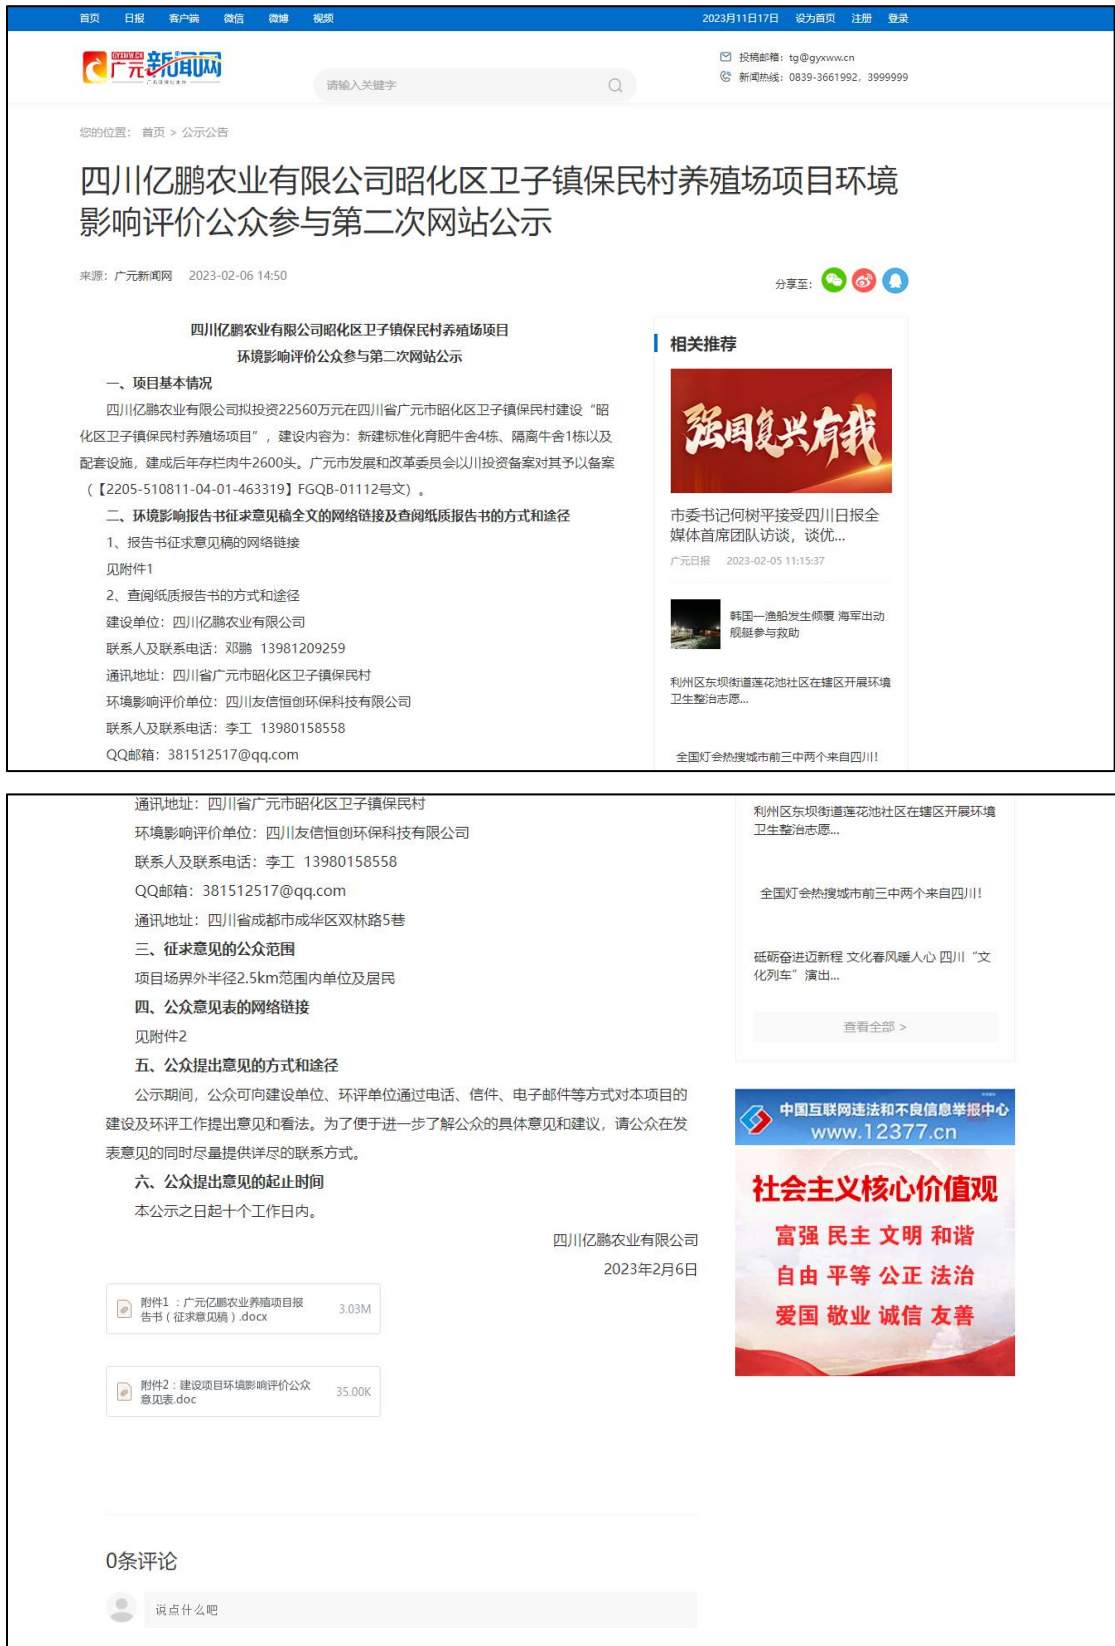 首页 日报 客户端 微信 微博 视频 2023月11日17日 设为首页 注册 登录
广元新闻网
请输入关键字
投稿邮箱：tg@gyxww.cn
新闻热线：0839-3661992，3999999
您的位置： 首页 > 公示公告
四川亿鹏农业有限公司昭化区卫子镇保民村养殖场项目环境
影响评价公众参与第二次网站公示
来源：广元新闻网 2023-02-06 14:50
分享至：
四川亿鹏农业有限公司昭化区卫子镇保民村养殖场项目
环境影响评价公众参与第二次网站公示
一、项目基本情况
四川亿鹏农业有限公司拟投资22560万元在四川省广元市昭化区卫子镇保民村建设“昭
化区卫子镇保民村养殖场项目”，建设内容为：新建标准化育肥牛舍4栋、隔离牛舍1栋以及
配套设施，建成后年存栏肉牛2600头。广元市发展和改革委员会以川投资备案对其予以备案
（【2205-510811-04-01-463319】FGQB-01112号文）。
二、环境影响报告书征求意见稿全文的网络链接及查阅纸质报告书的方式和途径
1、报告书征求意见稿的网络链接
见附件1
2、查阅纸质报告书的方式和途径
建设单位：四川亿鹏农业有限公司
联系人及联系电话：邓鹏 13981209259
通讯地址：四川省广元市昭化区卫子镇保民村
环境影响评价单位：四川友信恒创环保科技有限公司
联系人及联系电话：李工 13980158558
QQ邮箱：381512517@qq.com
相关推荐
强国复兴有我
市委书记何树平接受四川日报全
媒体首席团队访谈，谈优...
广元日报 2023-02-05 11:15:37
韩国一渔船发生倾覆 海军出动
舰艇参与救助
利州区东坝街道莲花池社区在辖区开展环境
卫生整治志愿...
全国灯会热搜城市前三中两个来自四川！
通讯地址：四川省广元市昭化区卫子镇保民村
环境影响评价单位：四川友信恒创环保科技有限公司
联系人及联系电话：李工 13980158558
QQ邮箱：381512517@qq.com
通讯地址：四川省成都市成华区双林路5巷
三、征求意见的公众范围
项目场界外半径2.5km范围内单位及居民
四、公众意见表的网络链接
见附件2
五、公众提出意见的方式和途径
公示期间，公众可向建设单位、环评单位通过电话、信件、电子邮件等方式对本项目的
建设及环评工作提出意见和看法。为了便于进一步了解公众的具体意见和建议，请公众在发
表意见的同时尽量提供详尽的联系方式。
六、公众提出意见的起止时间
本公示之日起十个工作日内。
四川亿鹏农业有限公司
2023年2月6日
附件1 ：广元亿鹏农业养殖项目报
告书（征求意见稿）.docx
3.03M
附件2：建设项目环境影响评价公众
意见表.doc
35.00K
利州区东坝街道莲花池社区在辖区开展环境
卫生整治志愿...
全国灯会热搜城市前三中两个来自四川！
砥砺奋进迈新程 文化春风暖人心 四川“文
化列车”演出...
查看全部 >
中国互联网违法和不良信息举报中心
www.12377.cn
社会主义核心价值观
富强 民主 文明 和谐
自由 平等 公正 法治
爱国 敬业 诚信 友善
0条评论
说点什么吧